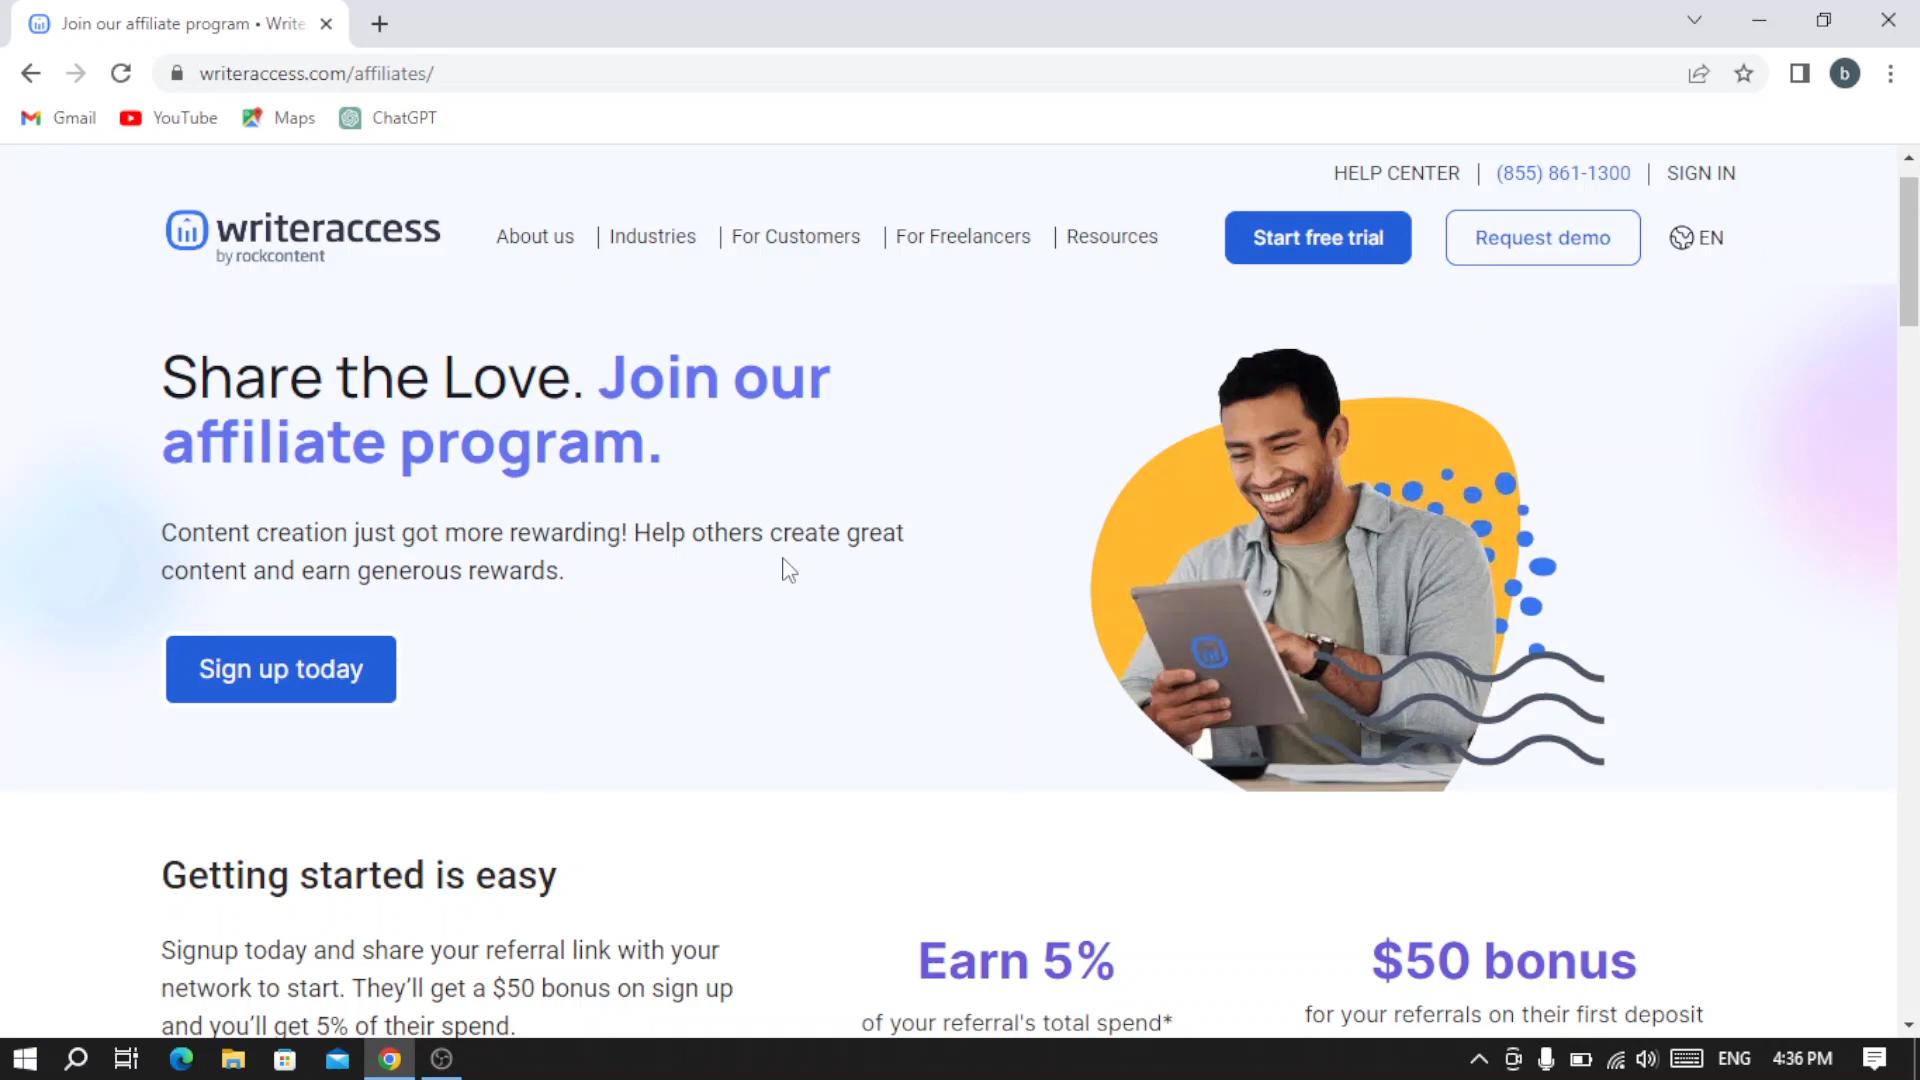 Join our affiliate program • Write
writeraccess.com/affiliates/
b
Gmail
YouTube
Maps
ChatGPT
HELP CENTER | (855) 861-1300 | SIGN IN
writeraccess
by rockcontent
About us | Industries | For Customers | For Freelancers | Resources
Start free trial
Request demo
EN
Share the Love. Join our
affiliate program.
Content creation just got more rewarding! Help others create great
content and earn generous rewards.
Sign up today
Getting started is easy
Signup today and share your referral link with your
network to start. They’ll get a $50 bonus on sign up
and you’ll get 5% of their spend.
Earn 5%
of your referral's total spend*
$50 bonus
for your referrals on their first deposit
ENG
4:36 PM